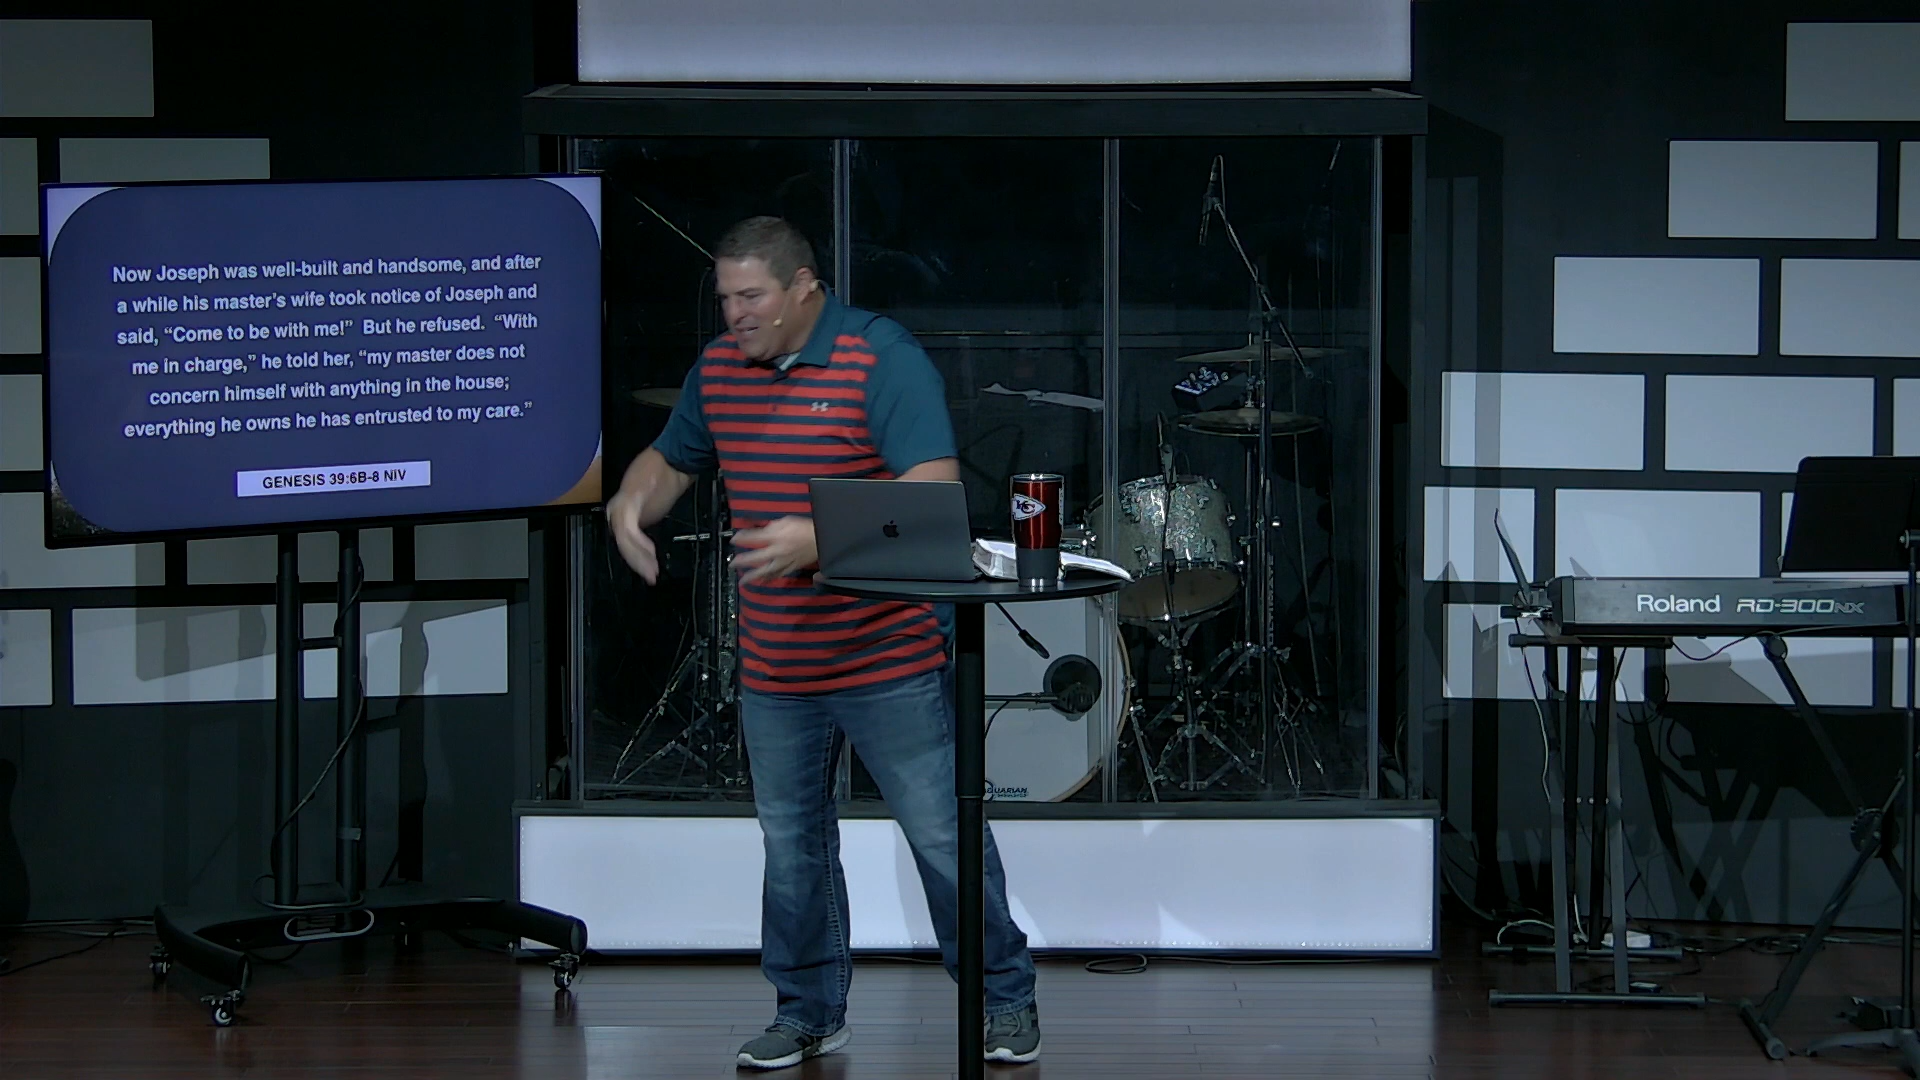 Now Joseph was well-built and handsome, and after
a while his master's wife took notice of Joseph and
said, “Come to be with me!” But he refused. “With
me in charge,” he told her, “my master does not
concern himself with anything in the house;
everything he owns he has entrusted to my care.”
GENESIS 39:6B-8 NIV
KC
Roland RD-300NX